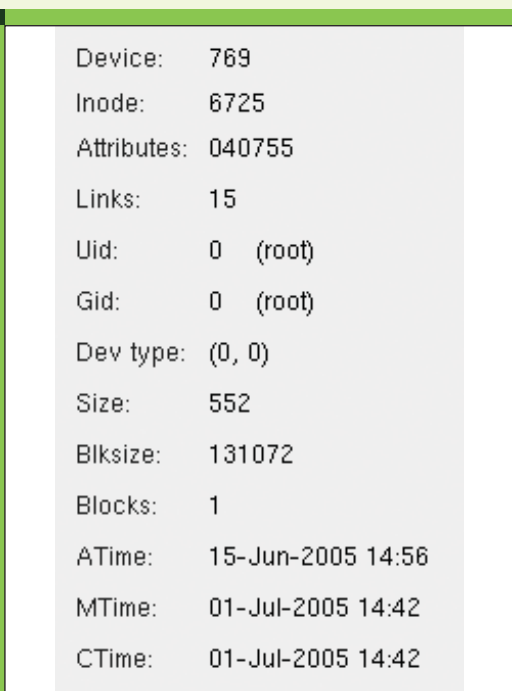 Device: 769
Inode: 6725
Attributes: 040755
Links: 15
Uid: 0 (root)
Gid: 0 (root)
Dev type: (0, 0)
Size: 552
Blksize: 131072
Blocks: 1
ATime: 15-Jun-2005 14:56
MTime: 01-Jul-2005 14:42
CTime: 01-Jul-2005 14:42